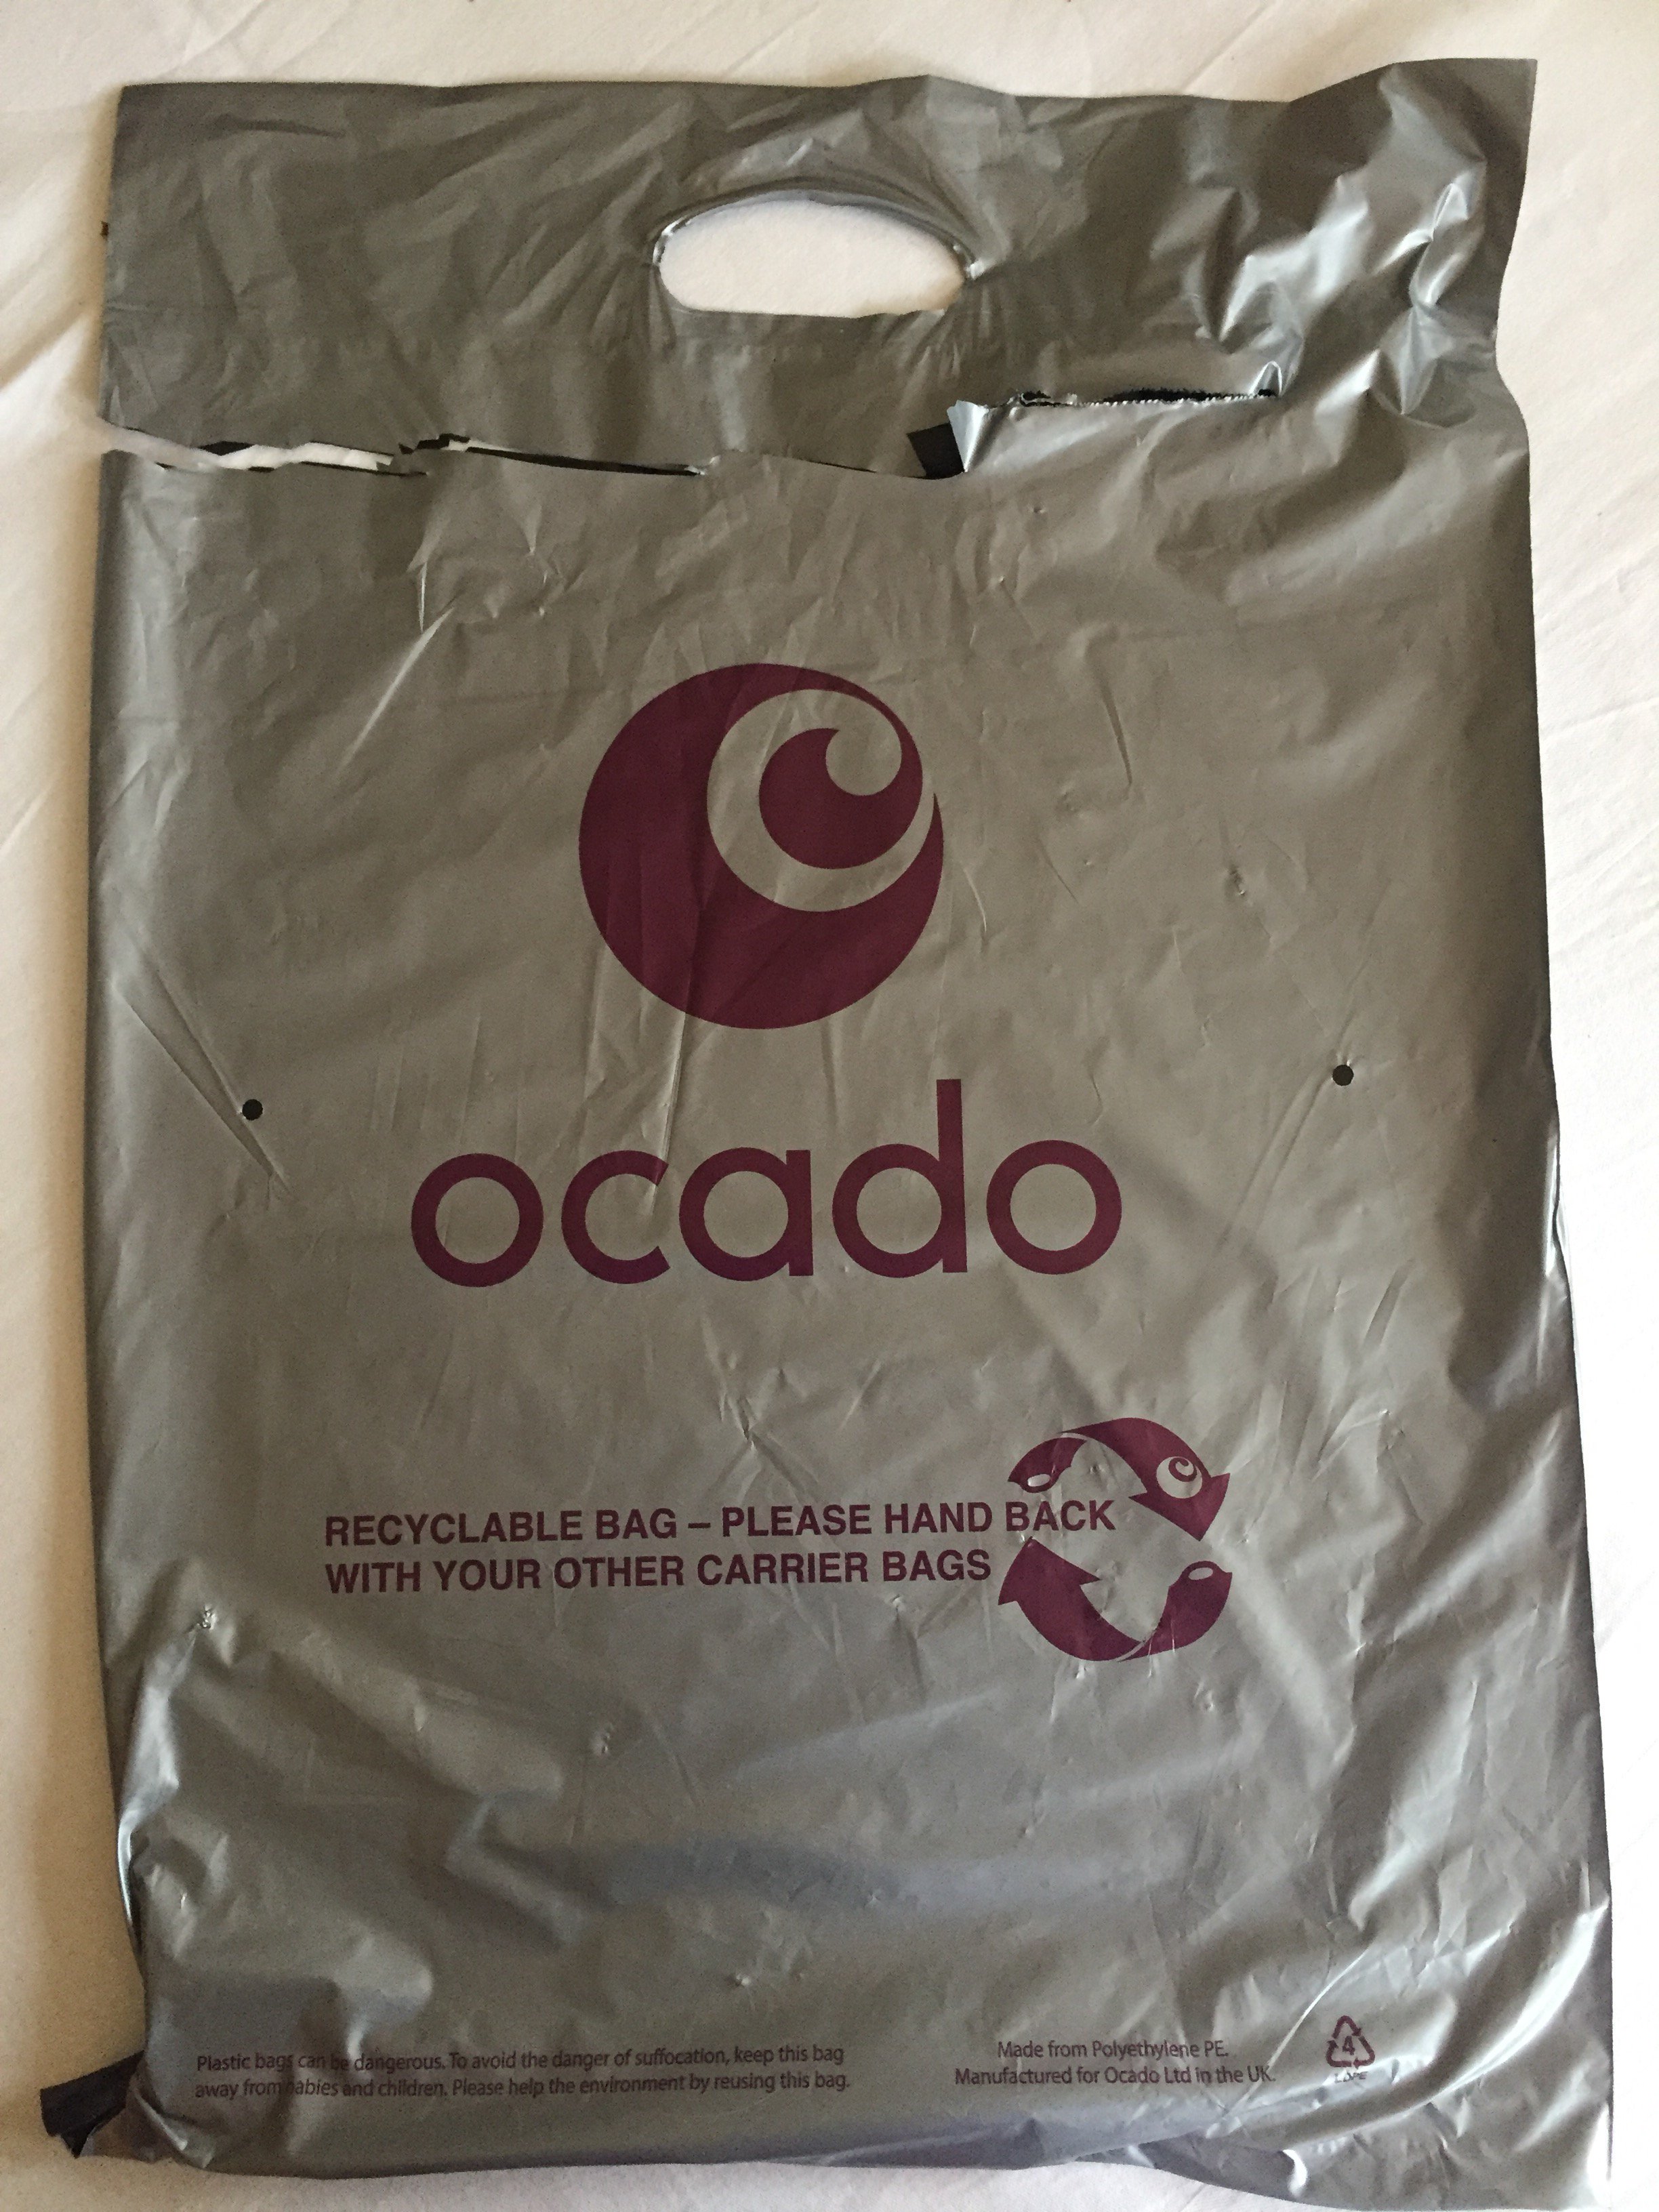 ocado
RECYCLABLE BAG – PLEASE HAND BACK
WITH YOUR OTHER CARRIER BAGS
Plastic bags can be dangerous. To avoid the danger of suffocation, keep this bag
away from babies and children. Please help the environment by reusing this bag.
Made from Polyethylene PE.
Manufactured for Ocado Ltd in the UK.
4
LDPE